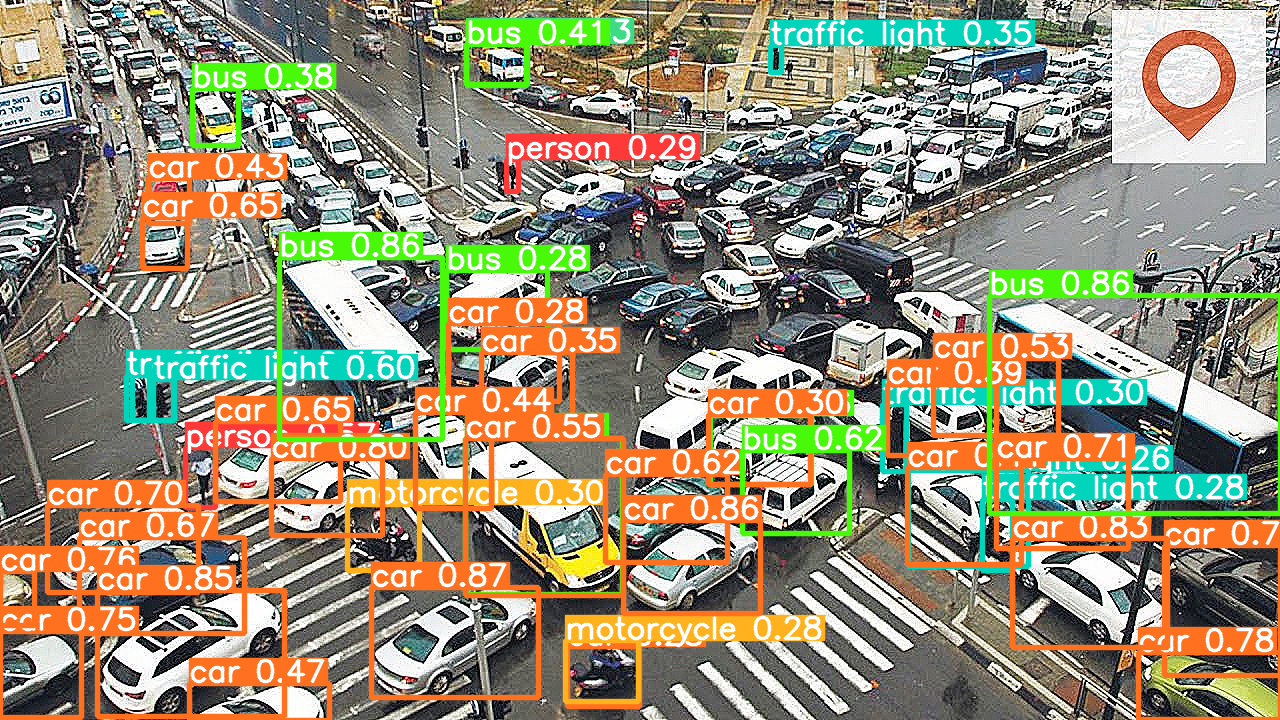 bus 0.41
traffic light 0.35
bus 0.38
person 0.29
car 0.43
car 0.65
bus 0.86
bus 0.28
bus 0.86
car 0.28
car 0.35
car 0.53
traffic light 0.60
car 0.39
light 0.30
car 0.65
car 0.44
car 0.30
person
car 0.55
bus 0.62
car 0.80
car 0.71
car 0.62
traffic light 0.28
car 0.70
motorcycle 0.30
car 0.86
car 0.67
car 0.83
car 0.76
car 0.85
car 0.87
car 0.75
motorcycle 0.28
car 0.78
car 0.47